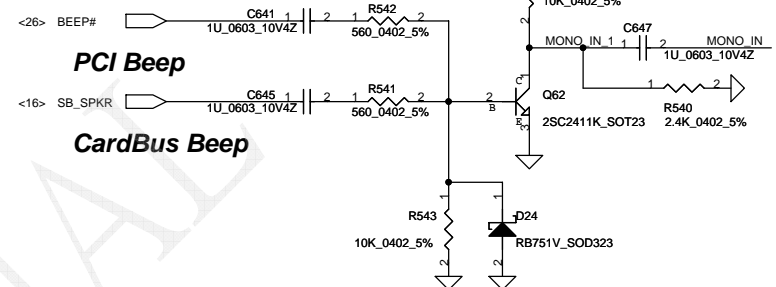 10K_0402_5%
2
<26> BEEP# C641 1 2 1 R542 2
1U_0603_10V4Z 560_0402_5%
MONO_IN_1 1 C647 2 MONO_IN
1U_0603_10V4Z
PCI Beep
<16> SB_SPKR C645 1 2 1 R541 2
1U_0603_10V4Z 560_0402_5%
2 B C 1 E 3 Q62
2SC2411K_SOT23
1 2
R540
2.4K_0402_5%
CardBus Beep
R543 1 2
10K_0402_5%
D24 1 2
RB751V_SOD323